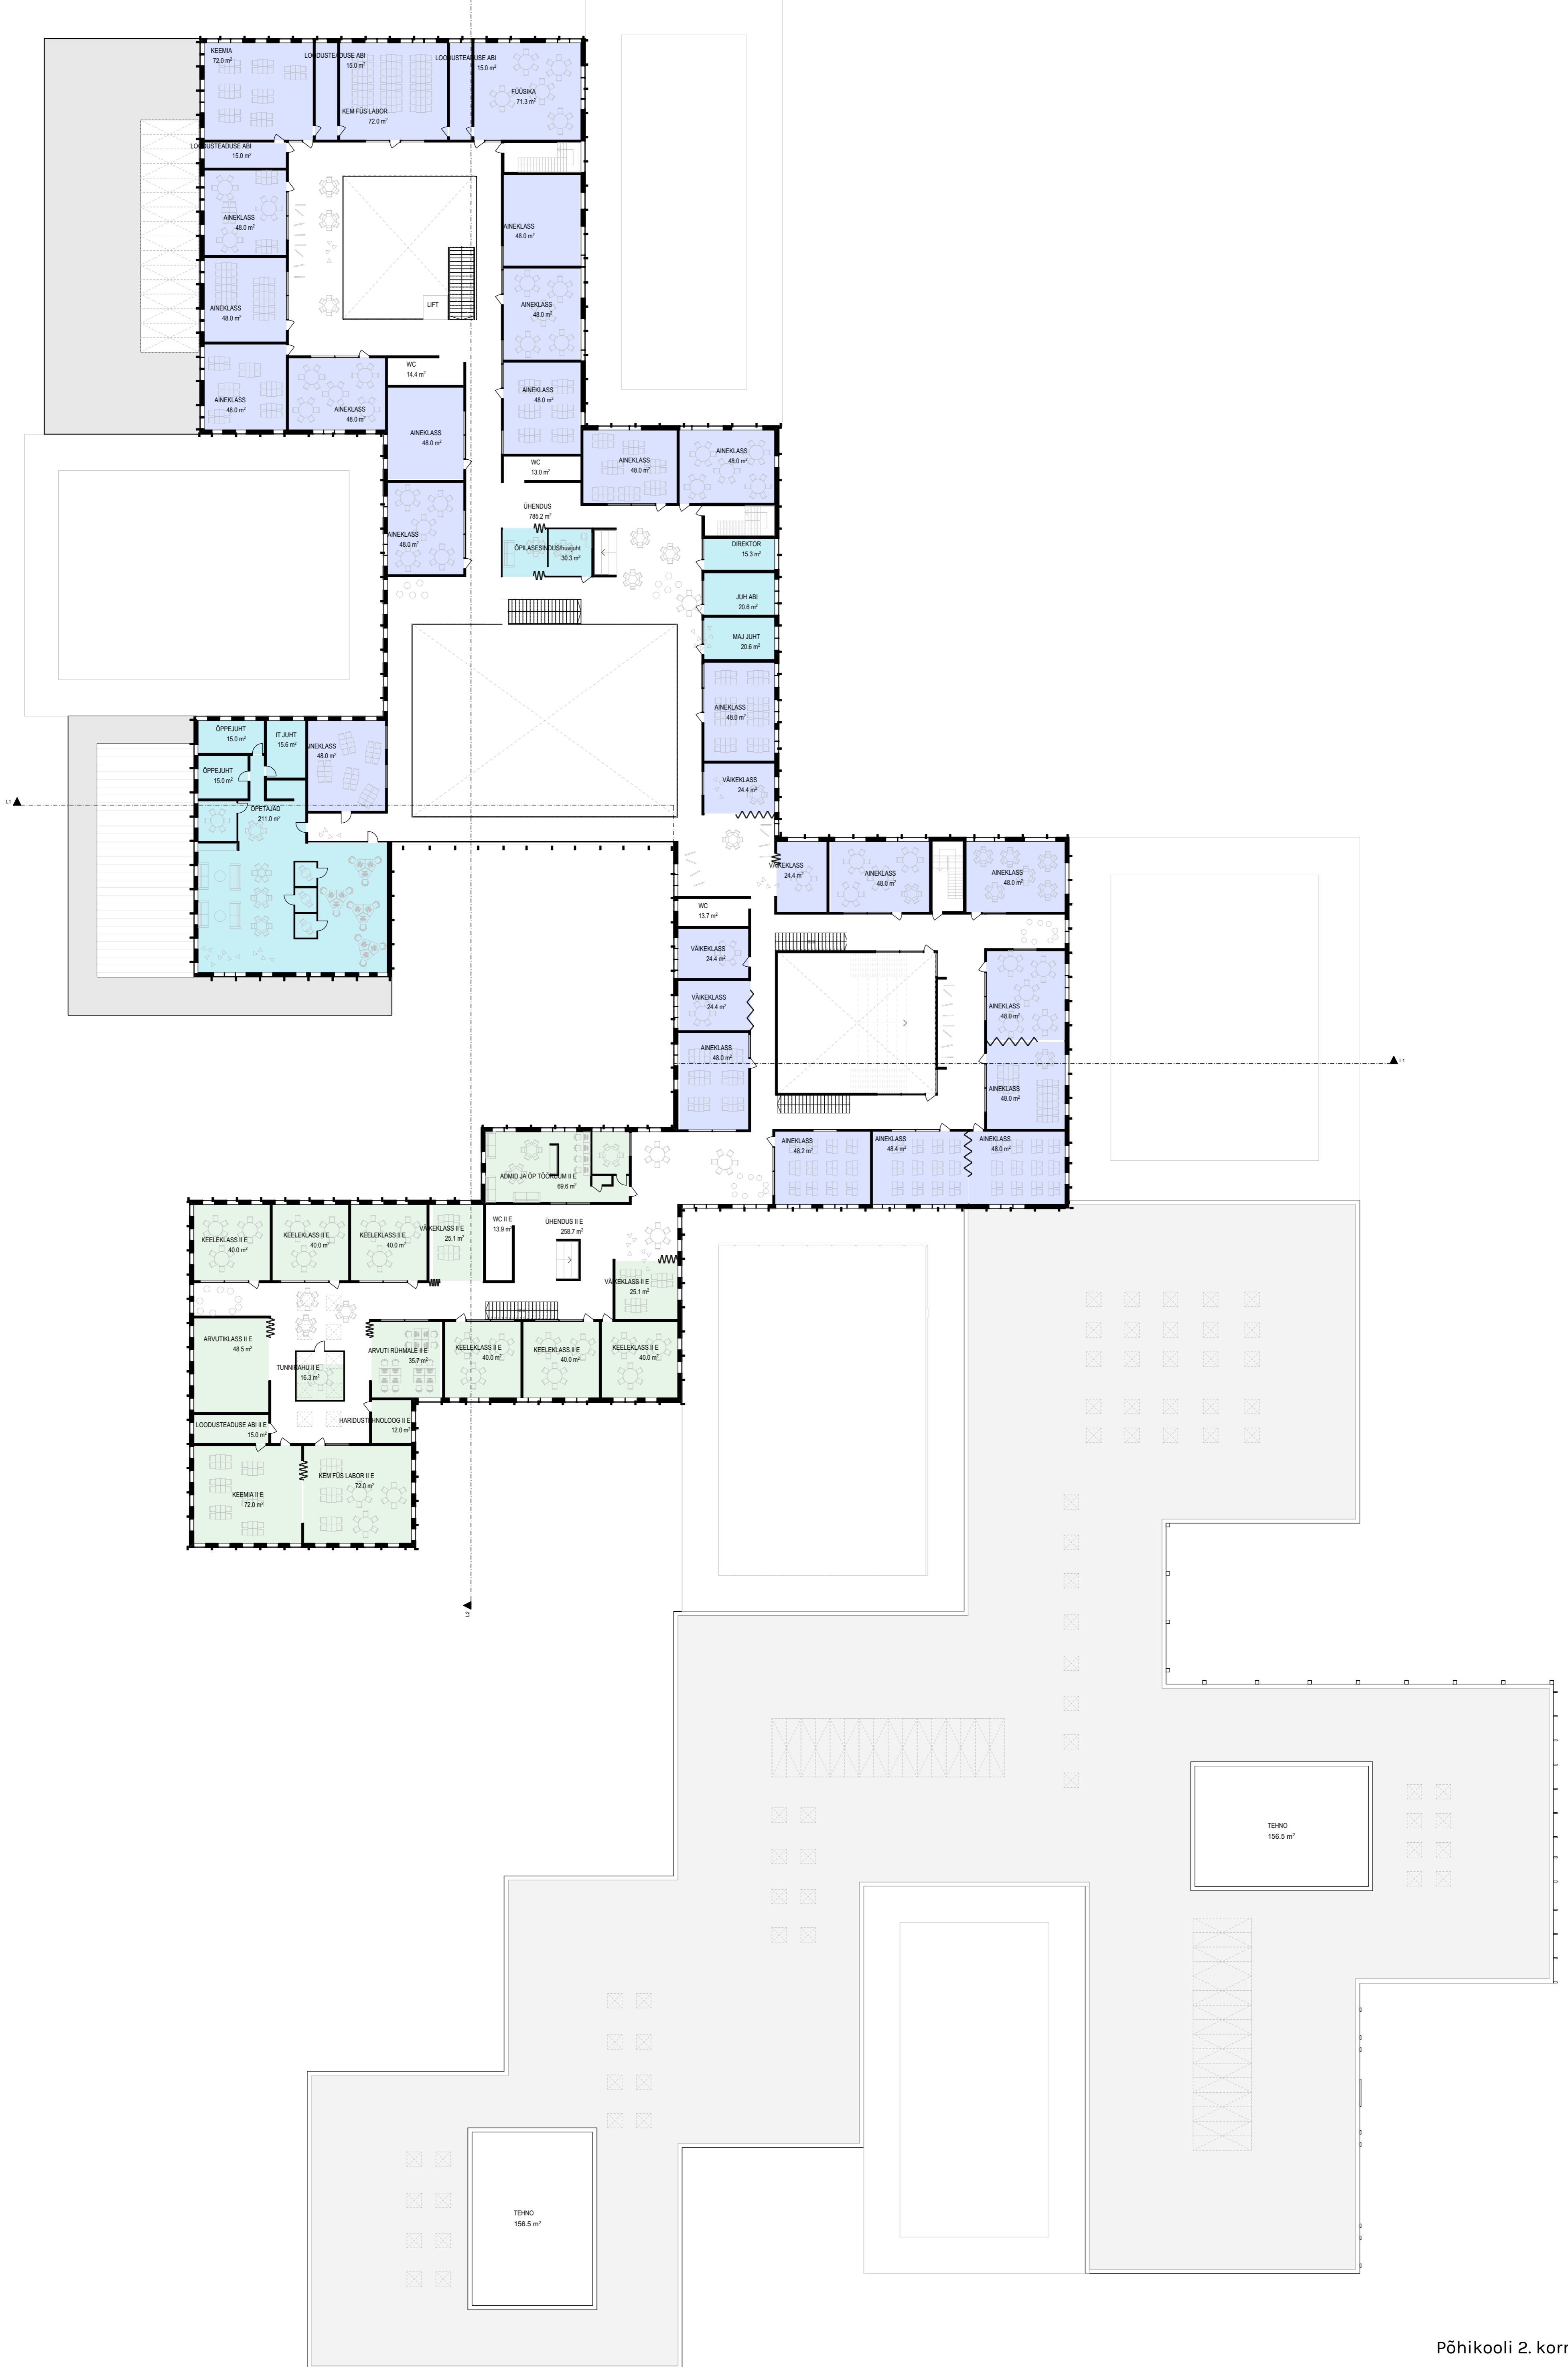 KEEMIA
72.0 m²
LOODUSTEADUSE ABI
15.0 m²
KEM FÜS LABOR
72.0 m²
LOODUSTEADUSE ABI
15.0 m²
FÜÜSIKA
71.3 m²
LOODUSTEADUSE ABI
15.0 m²
AINEKLASS
48.0 m²
AINEKLASS
48.0 m²
AINEKLASS
48.0 m²
LIFT
AINEKLASS
48.0 m²
AINEKLASS
48.0 m²
WC
14.4 m²
AINEKLASS
48.0 m²
AINEKLASS
48.0 m²
AINEKLASS
48.0 m²
AINEKLASS
48.0 m²
WC
13.0 m²
AINEKLASS
48.0 m²
AINEKLASS
48.0 m²
ÜHENDUS
785.2 m²
AINEKLASS
48.0 m²
ÕPILASESINDUS/huvijuht
30.3 m²
DIREKTOR
15.3 m²
JUH ABI
20.6 m²
MAJ JUHT
20.6 m²
AINEKLASS
48.0 m²
ÕPPEJUHT
15.0 m²
IT JUHT
15.6 m²
AINEKLASS
48.0 m²
ÕPPEJUHT
15.0 m²
VÄIKEKLASS
24.4 m²
L1
ÕPETAJAD
211.0 m²
VÄIKEKLASS
24.4 m²
AINEKLASS
48.0 m²
AINEKLASS
48.0 m²
WC
13.7 m²
VÄIKEKLASS
24.4 m²
VÄIKEKLASS
24.4 m²
AINEKLASS
48.0 m²
AINEKLASS
48.0 m²
L1
AINEKLASS
48.0 m²
AINEKLASS
48.2 m²
AINEKLASS
48.4 m²
AINEKLASS
48.0 m²
ADMID JA ÕP TÖÖRUUM II E
69.6 m²
KEELEKLASS II E
40.0 m²
KEELEKLASS II E
40.0 m²
KEELEKLASS II E
40.0 m²
VÄIKEKLASS II E
25.1 m²
WC II E
13.9 m²
ÜHENDUS II E
258.7 m²
VÄIKEKLASS II E
25.1 m²
ARVUTIKLASS II E
48.5 m²
TUNNIRAHU II E
16.3 m²
ARVUTI RÜHMALE II E
35.7 m²
KEELEKLASS II E
40.0 m²
KEELEKLASS II E
40.0 m²
KEELEKLASS II E
40.0 m²
LOODUSTEADUSE ABI II E
15.0 m²
HARIDUSTEHNOLOOG II E
12.0 m²
KEEMIA II E
72.0 m²
KEM FÜS LABOR II E
72.0 m²
L2
TEHNO
156.5 m²
TEHNO
156.5 m²
Põhikooli 2. korr